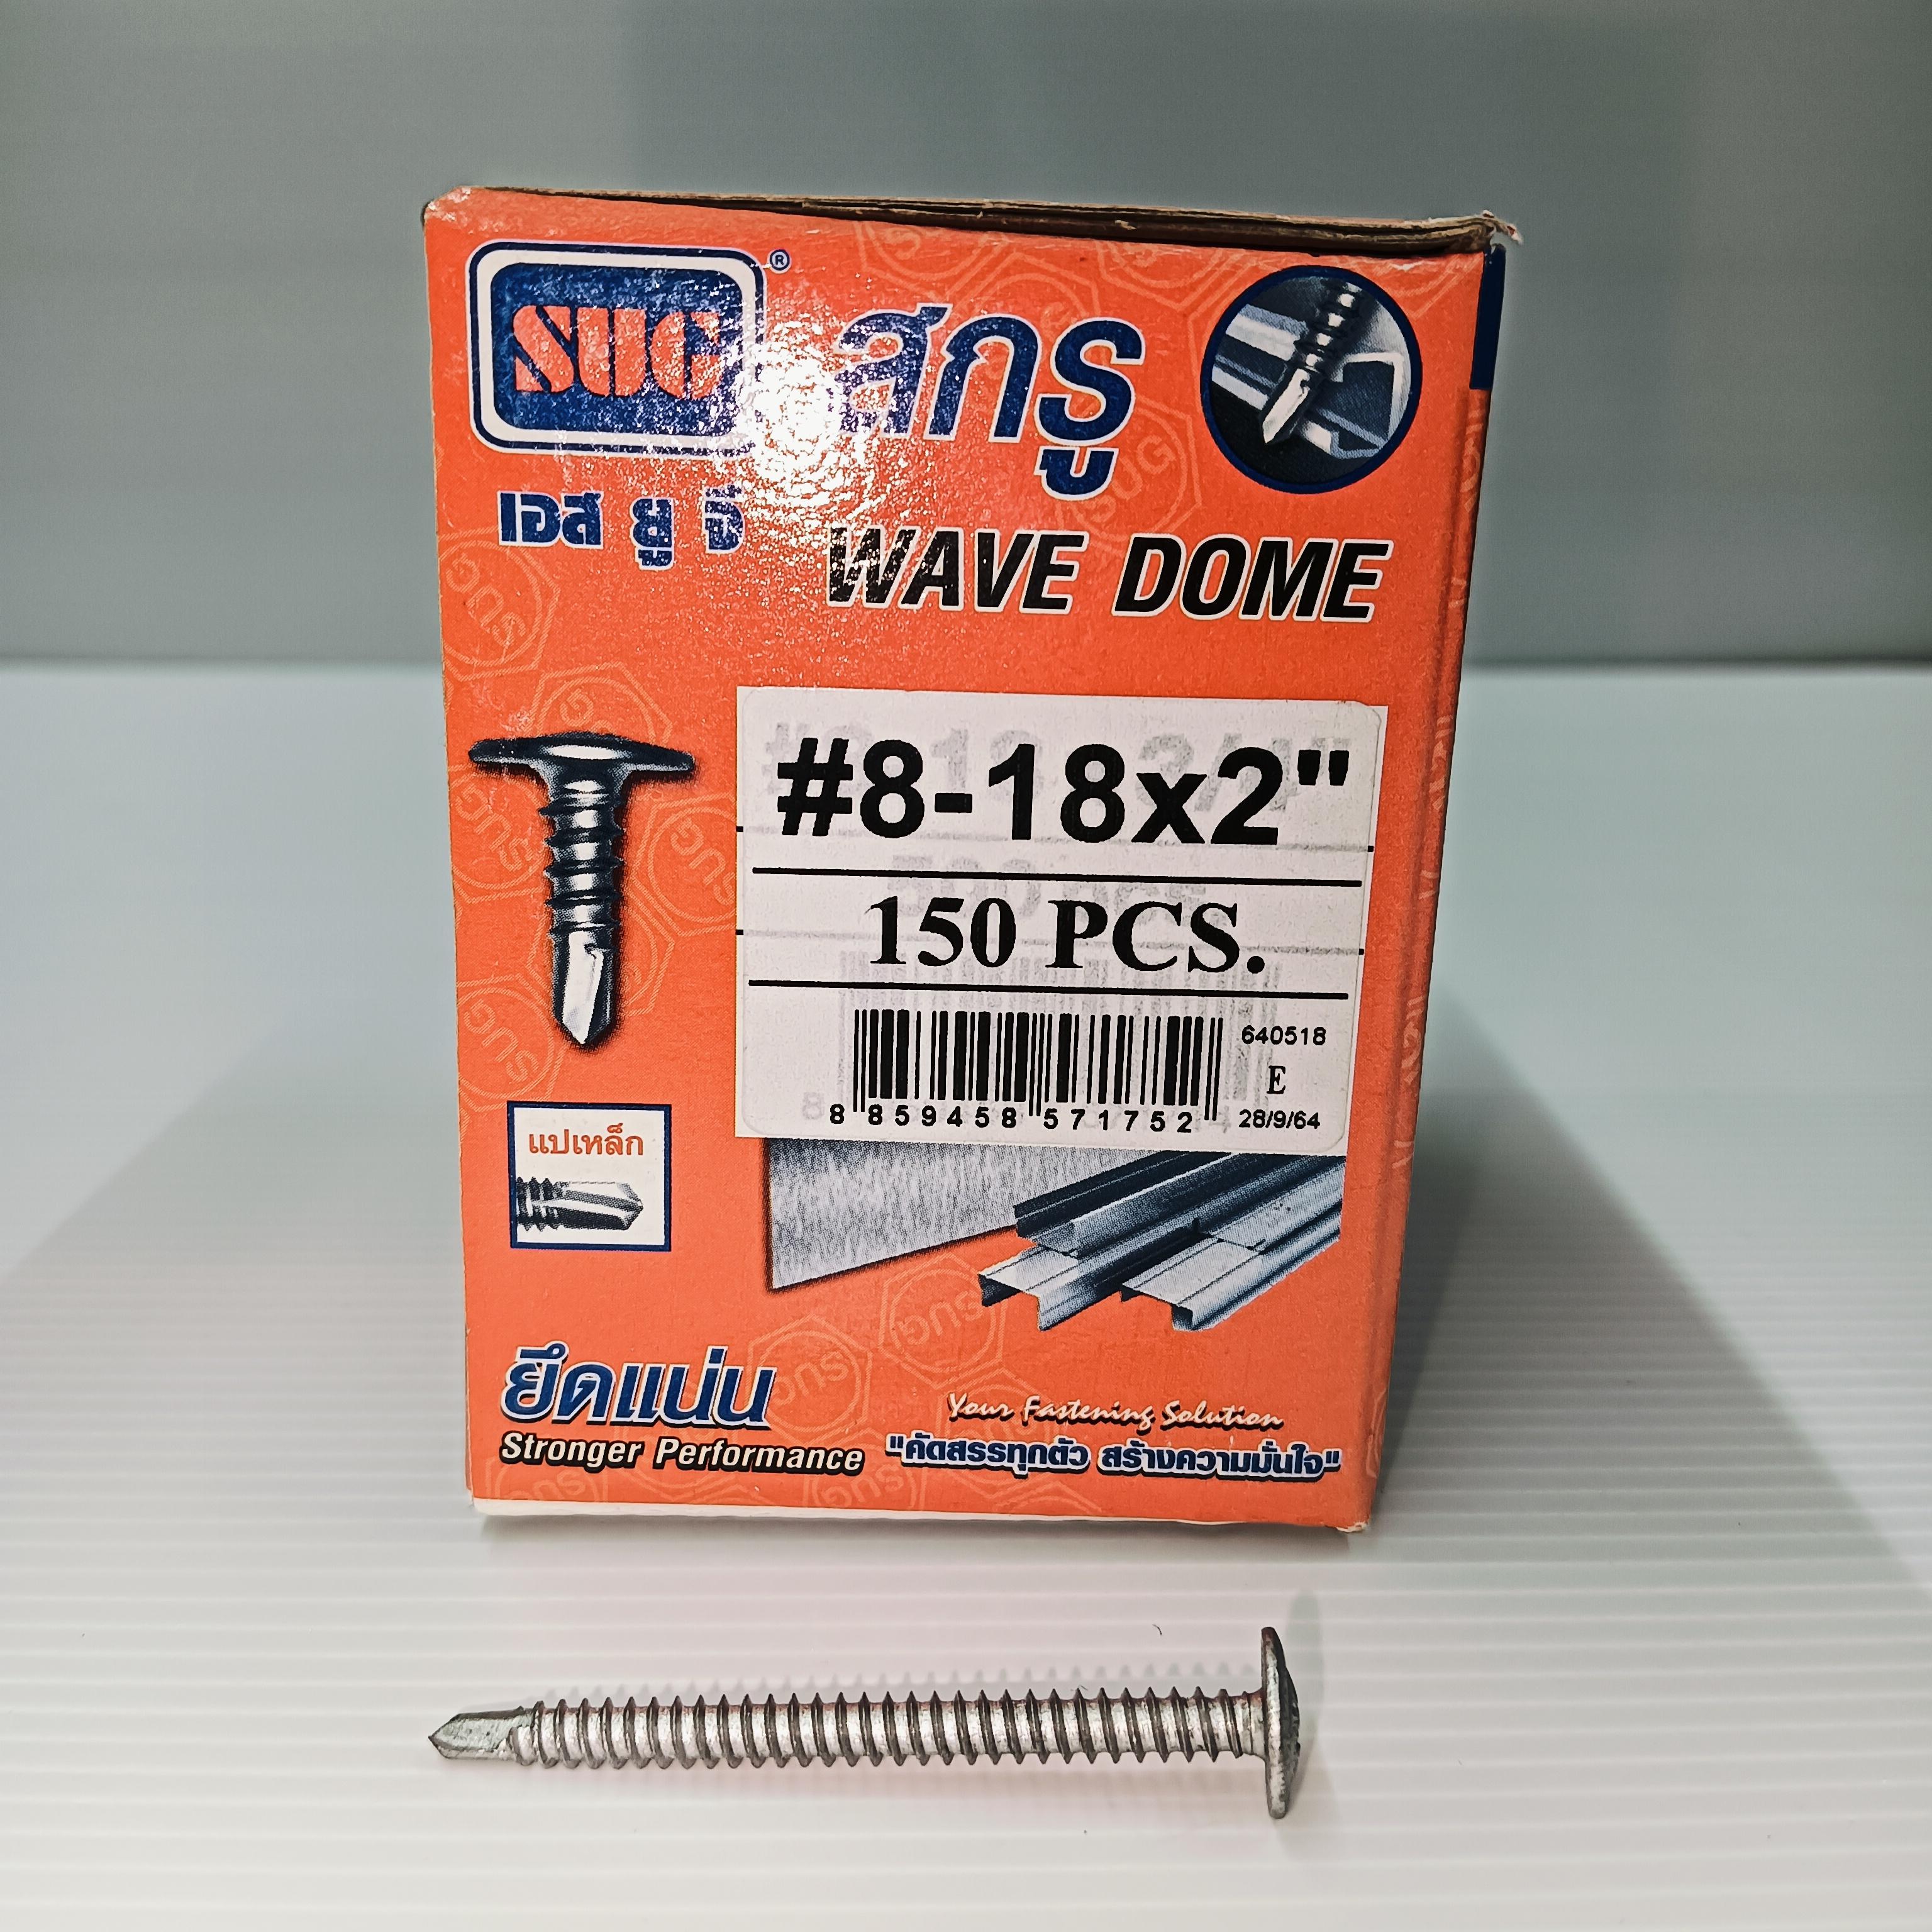 SUG®
เอส ยู จี
สกรู
WAVE DOME
#8-18x2"
150 PCS.
640518
E
8 859458 571752
28/9/64
แปเหล็ก
ยึดแน่น
Stronger Performance
Your Fastening Solution
"คัดสรรทุกตัว สร้างความมั่นใจ"